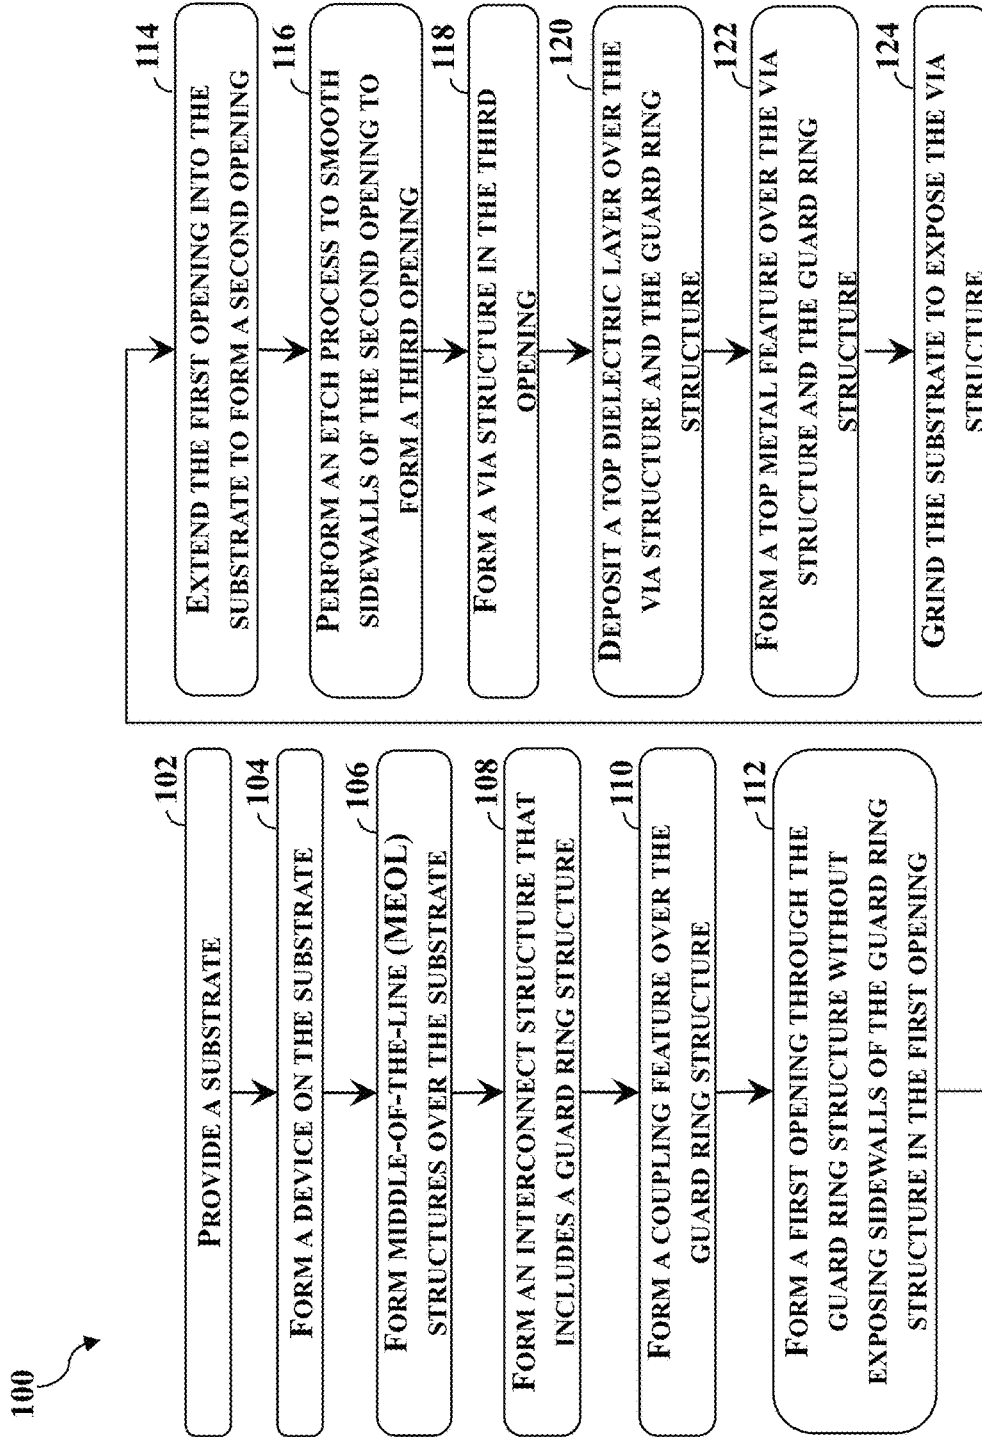 100
102
PROVIDE A SUBSTRATE
104
FORM A DEVICE ON THE SUBSTRATE
106
FORM MIDDLE-OF-THE-LINE (MEOL)
STRUCTURES OVER THE SUBSTRATE
108
FORM AN INTERCONNECT STRUCTURE THAT
INCLUDES A GUARD RING STRUCTURE
110
FORM A COUPLING FEATURE OVER THE
GUARD RING STRUCTURE
112
FORM A FIRST OPENING THROUGH THE
GUARD RING STRUCTURE WITHOUT
EXPOSING SIDEWALLS OF THE GUARD RING
STRUCTURE IN THE FIRST OPENING
114
EXTEND THE FIRST OPENING INTO THE
SUBSTRATE TO FORM A SECOND OPENING
116
PERFORM AN ETCH PROCESS TO SMOOTH
SIDEWALLS OF THE SECOND OPENING TO
FORM A THIRD OPENING
118
FORM A VIA STRUCTURE IN THE THIRD
OPENING
120
DEPOSIT A TOP DIELECTRIC LAYER OVER THE
VIA STRUCTURE AND THE GUARD RING
STRUCTURE
122
FORM A TOP METAL FEATURE OVER THE VIA
STRUCTURE AND THE GUARD RING
STRUCTURE
124
GRIND THE SUBSTRATE TO EXPOSE THE VIA
STRUCTURE